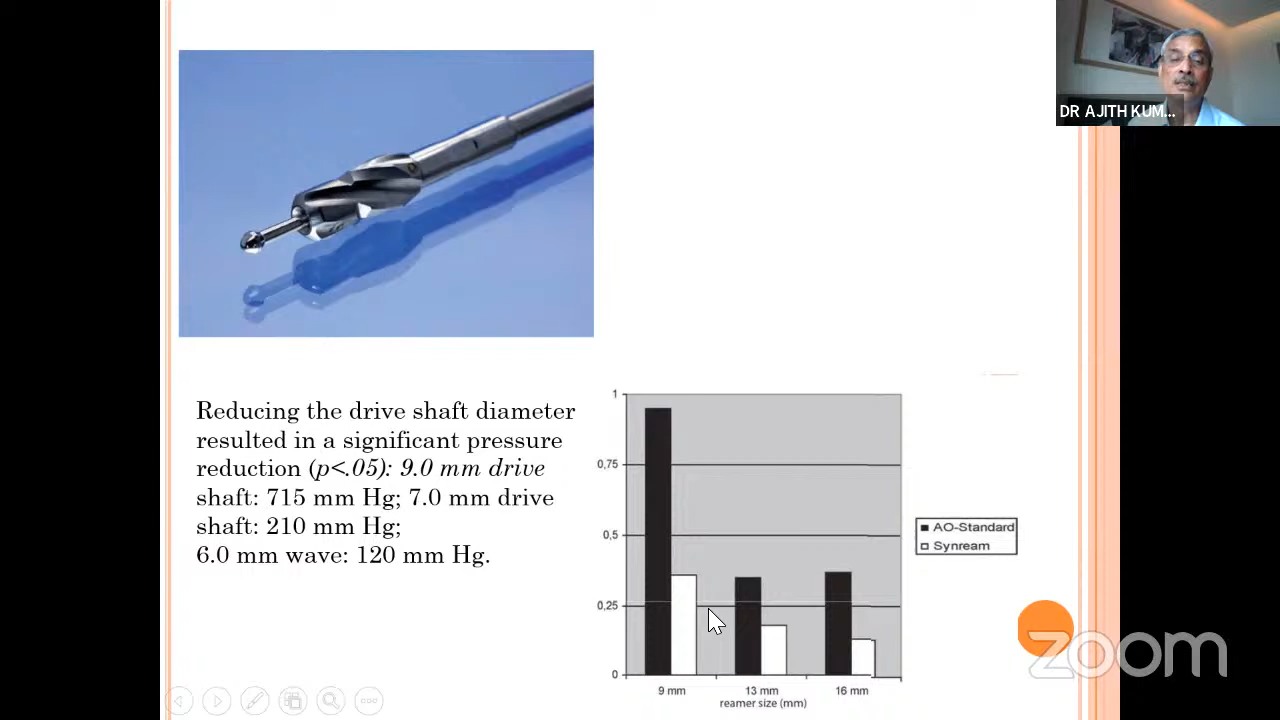 DR AJITH KUM...
Reducing the drive shaft diameter
resulted in a significant pressure
reduction (p<.05): 9.0 mm drive
shaft: 715 mm Hg; 7.0 mm drive
shaft: 210 mm Hg;
6.0 mm wave: 120 mm Hg.
1
0,75
0,5
0,25
0
9 mm 13 mm 16 mm
reamer size (mm)
AO-Standard
Synream
zoom